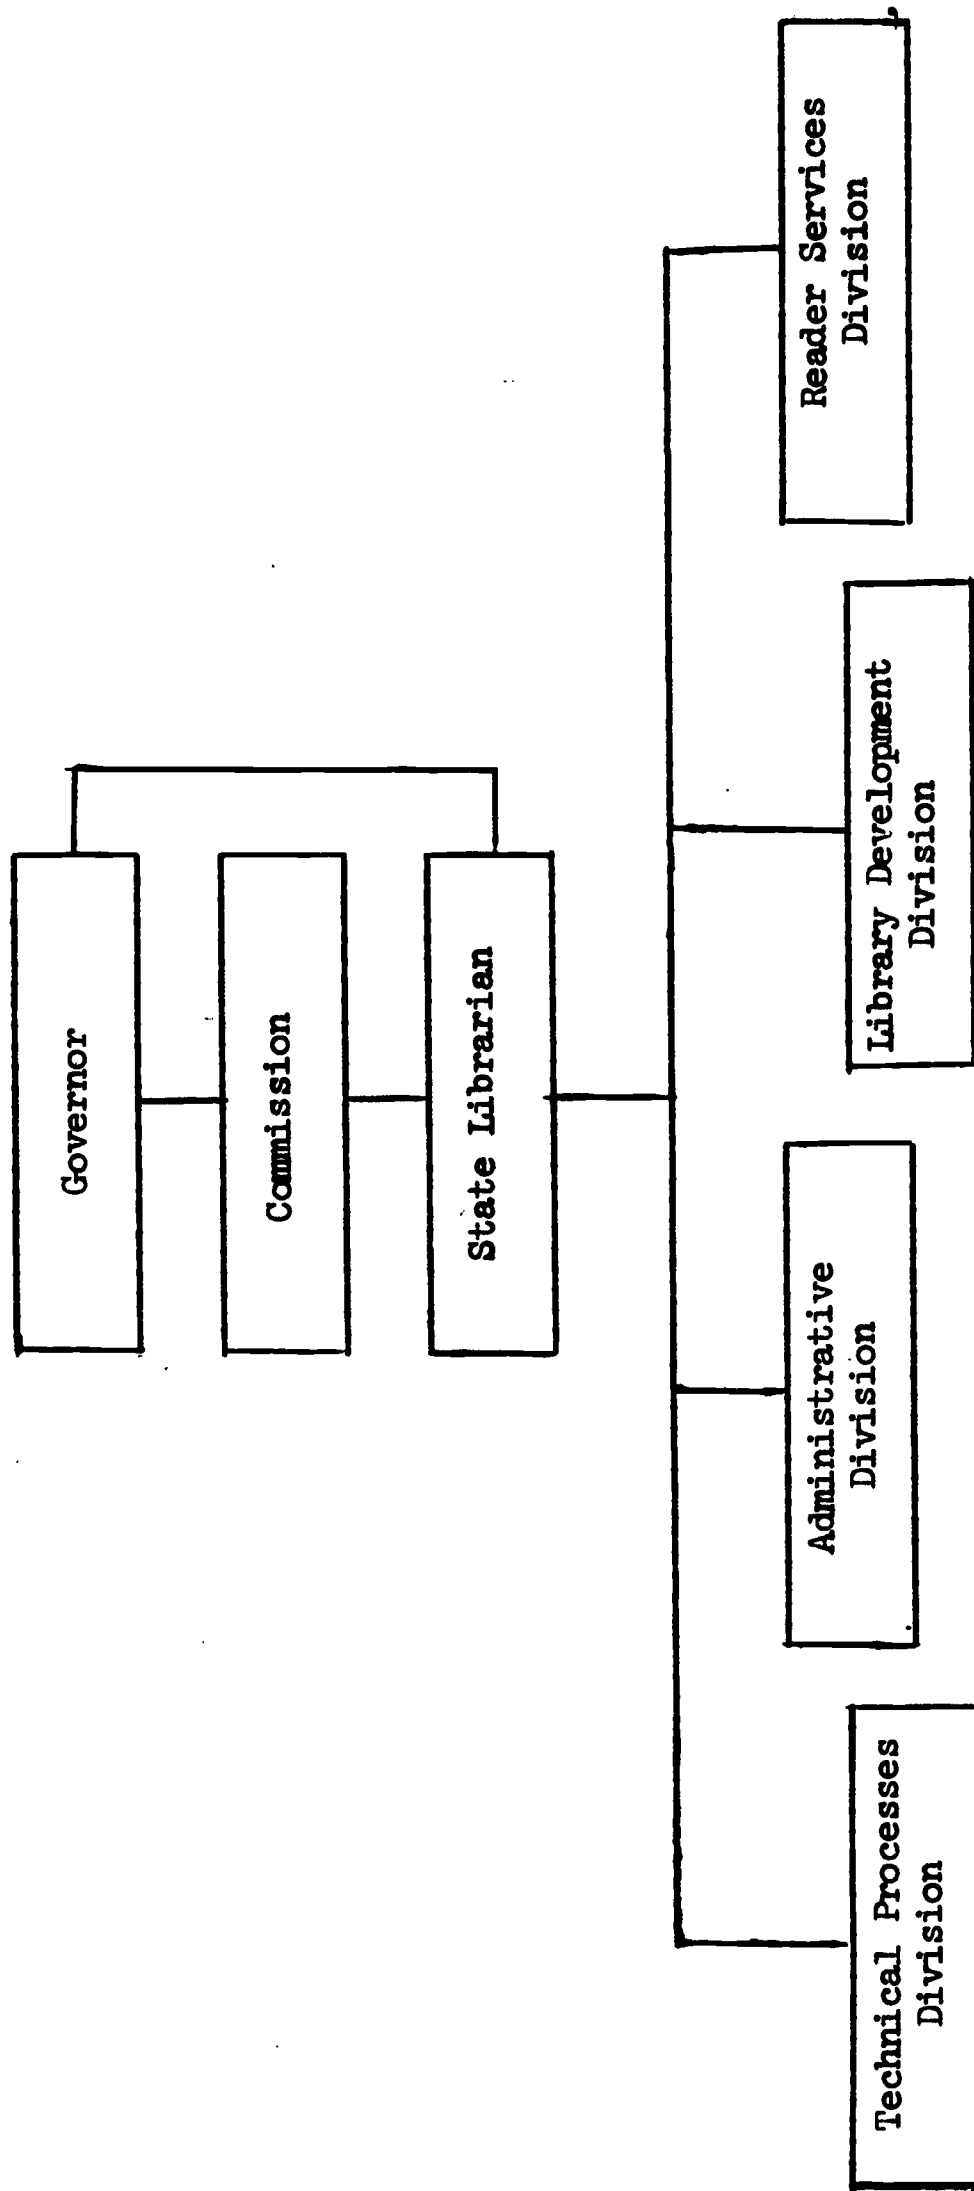 Governor
Commission
State Librarian
Technical Processes
Division
Administrative
Division
Library Development
Division
Reader Services
Division